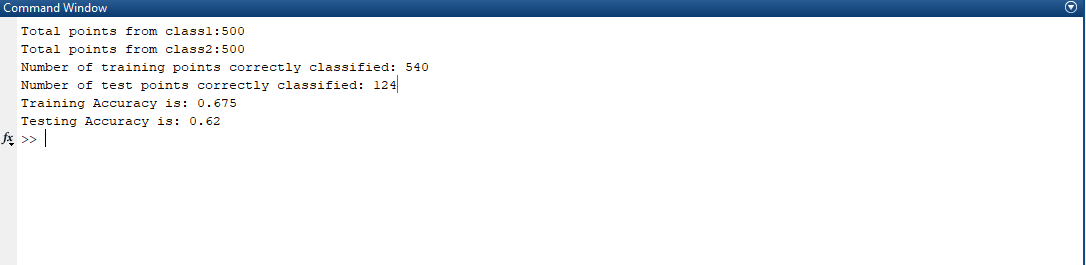 Command Window
Total points from class1:500
Total points from class2:500
Number of training points correctly classified: 540
Number of test points correctly classified: 124
Training Accuracy is: 0.675
Testing Accuracy is: 0.62
fx >>